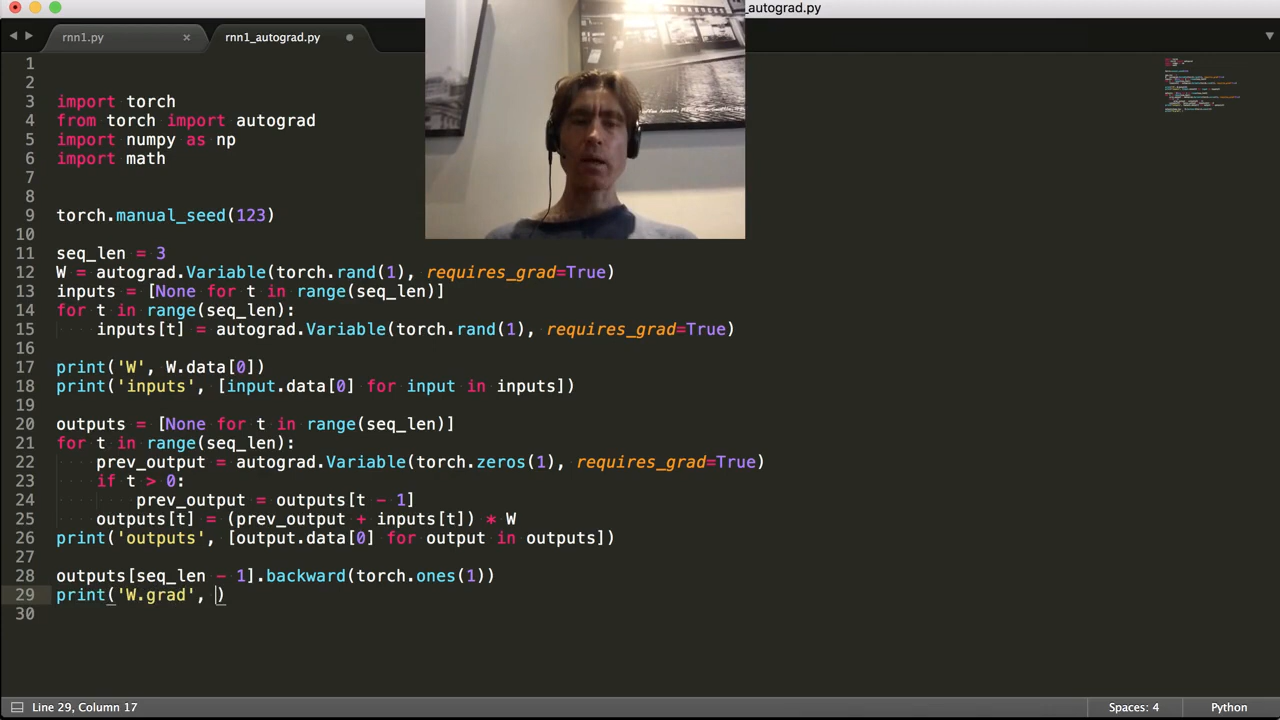 _autograd.py
rnn1.py
rnn1_autograd.py
1
2
3 import torch
4 from torch import autograd
5 import numpy as np
6 import math
7
8
9 torch.manual_seed(123)
10
11 seq_len = 3
12 W = autograd.Variable(torch.rand(1), requires_grad=True)
13 inputs = [None for t in range(seq_len)]
14 for t in range(seq_len):
15 inputs[t] = autograd.Variable(torch.rand(1), requires_grad=True)
16
17 print('W', W.data[0])
18 print('inputs', [input.data[0] for input in inputs])
19
20 outputs = [None for t in range(seq_len)]
21 for t in range(seq_len):
22 prev_output = autograd.Variable(torch.zeros(1), requires_grad=True)
23 if t > 0:
24 prev_output = outputs[t - 1]
25 outputs[t] = (prev_output + inputs[t]) * W
26 print('outputs', [output.data[0] for output in outputs])
27
28 outputs[seq_len - 1].backward(torch.ones(1))
29 print('W.grad', )
30
Line 29, Column 17
Spaces: 4
Python